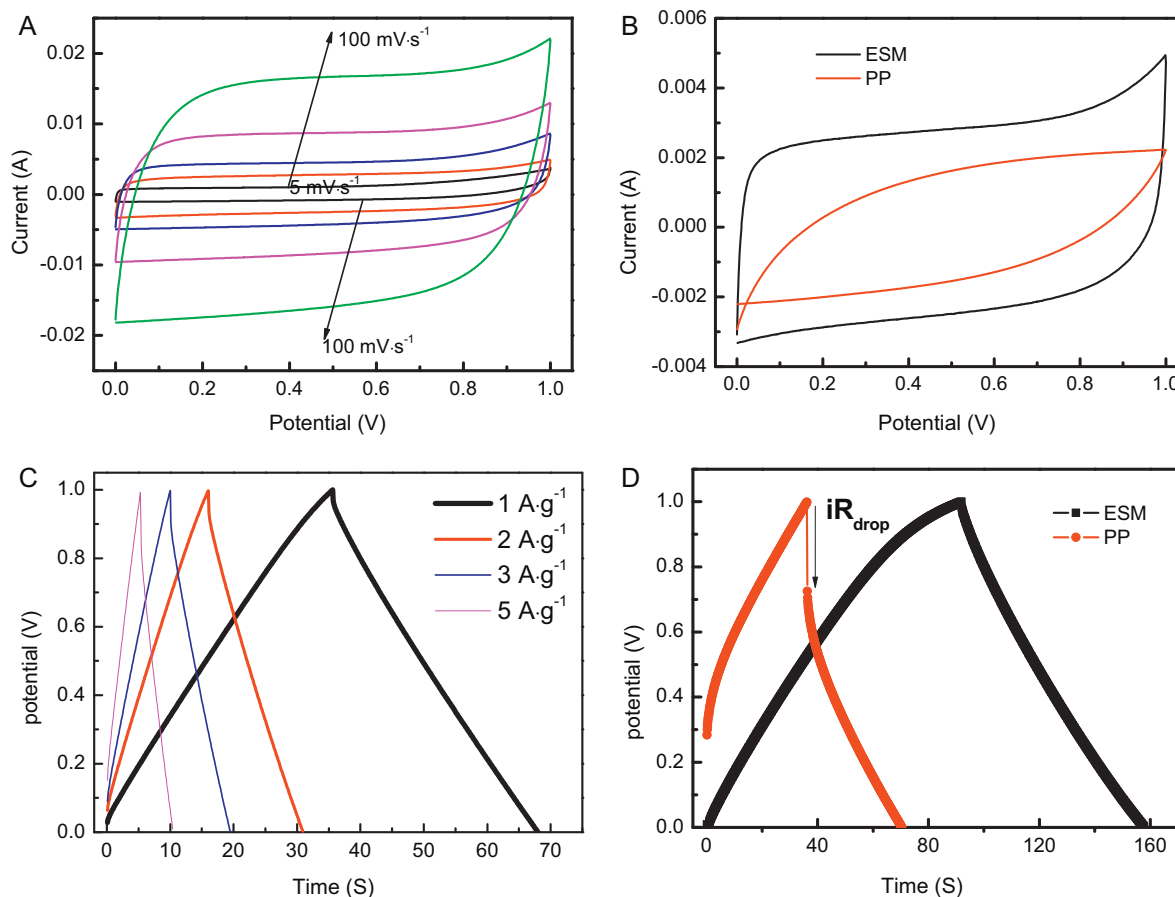 A
100 mV·s⁻¹
5 mV·s⁻¹
100 mV·s⁻¹
0.02
0.01
0.00
-0.01
-0.02
Current (A)
0.0 0.2 0.4 0.6 0.8 1.0
Potential (V)
B
ESM
PP
0.006
0.004
0.002
0.000
-0.002
-0.004
Current (A)
0.0 0.2 0.4 0.6 0.8 1.0
Potential (V)
C
1 A·g⁻¹
2 A·g⁻¹
3 A·g⁻¹
5 A·g⁻¹
1.0
0.8
0.6
0.4
0.2
0.0
potential (V)
0 10 20 30 40 50 60 70
Time (S)
D
iRdrop
ESM
PP
1.0
0.8
0.6
0.4
0.2
0.0
potential (V)
0 40 80 120 160
Time (S)